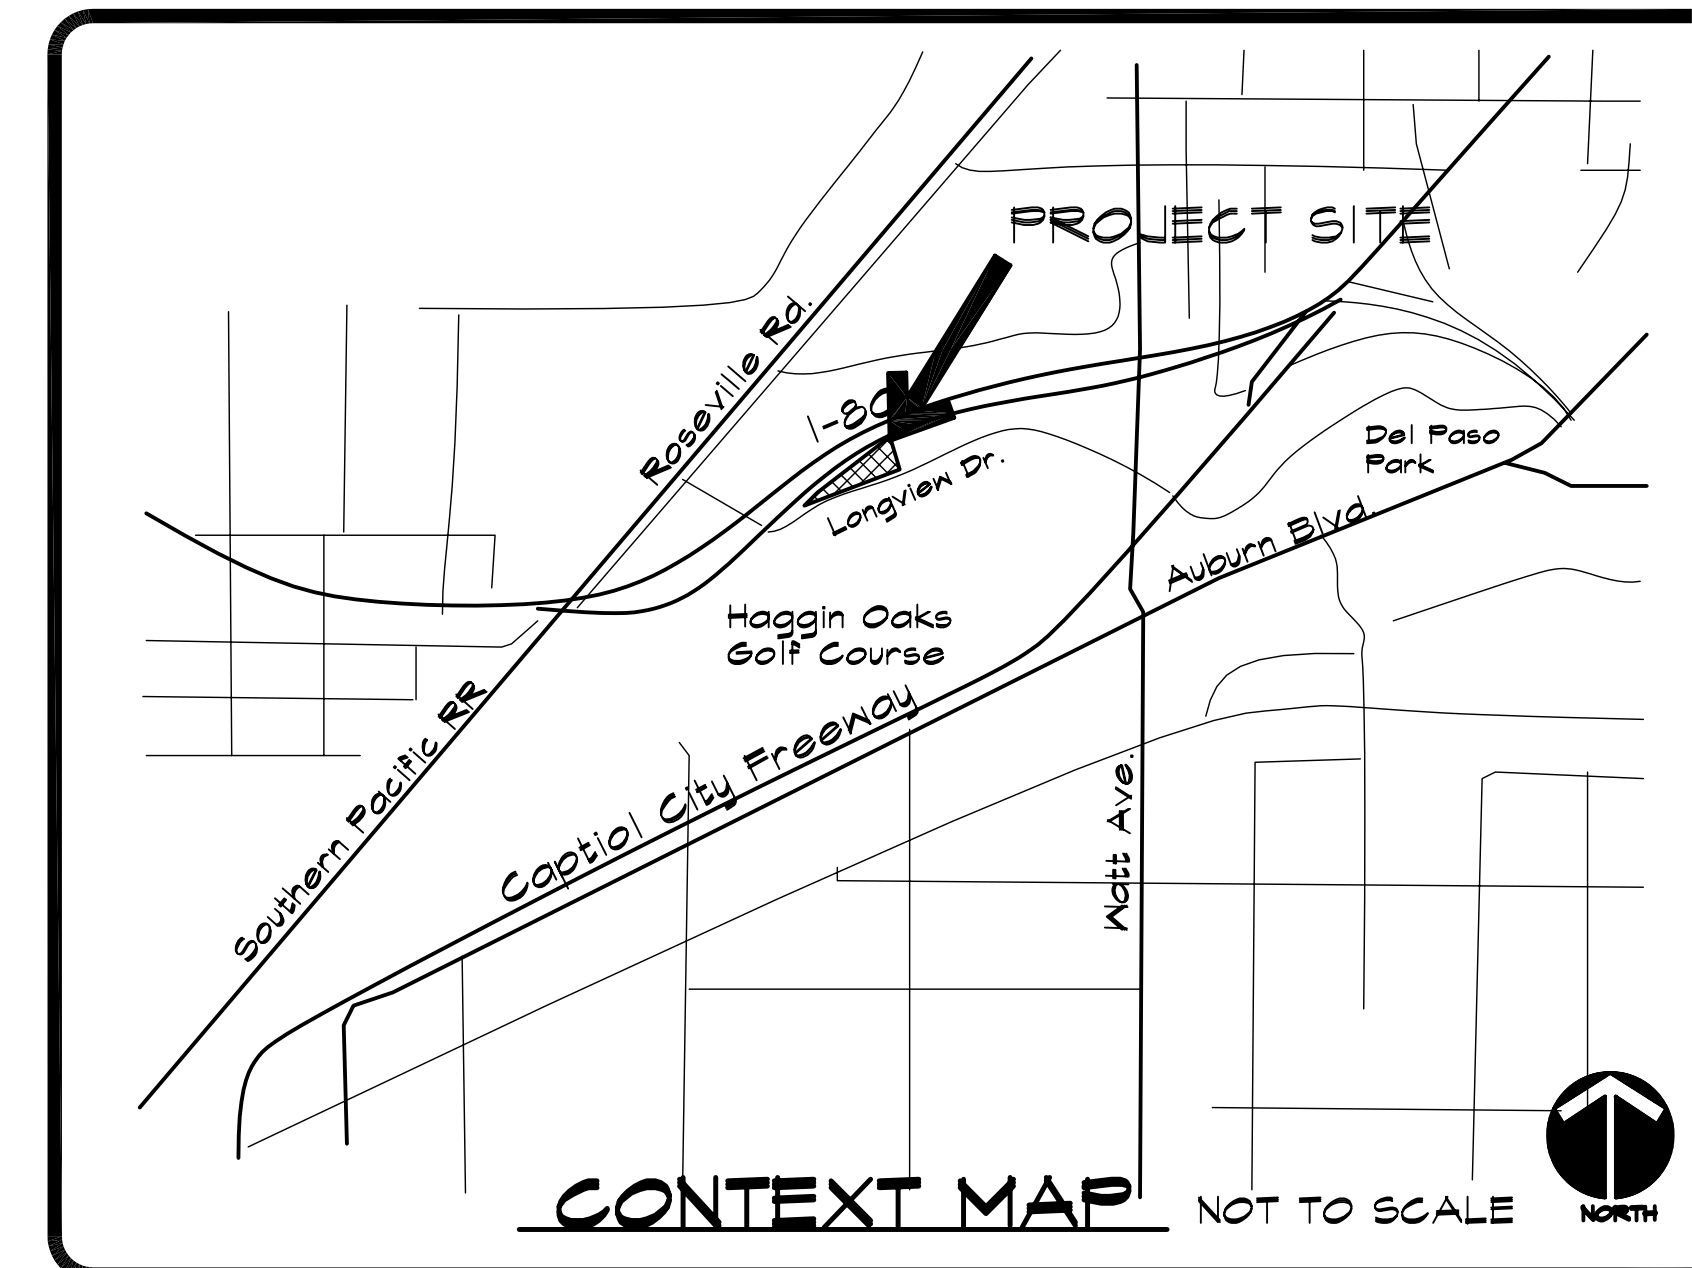 PROJECT SITE
Roseville Rd.
I-80
Longview Dr.
Del Paso
Park
Auburn Blvd.
Haggin Oaks
Golf Course
Southern Pacific RR
Captiol City Freeway
Watt Ave.
CONTEXT MAP
NOT TO SCALE
NORTH